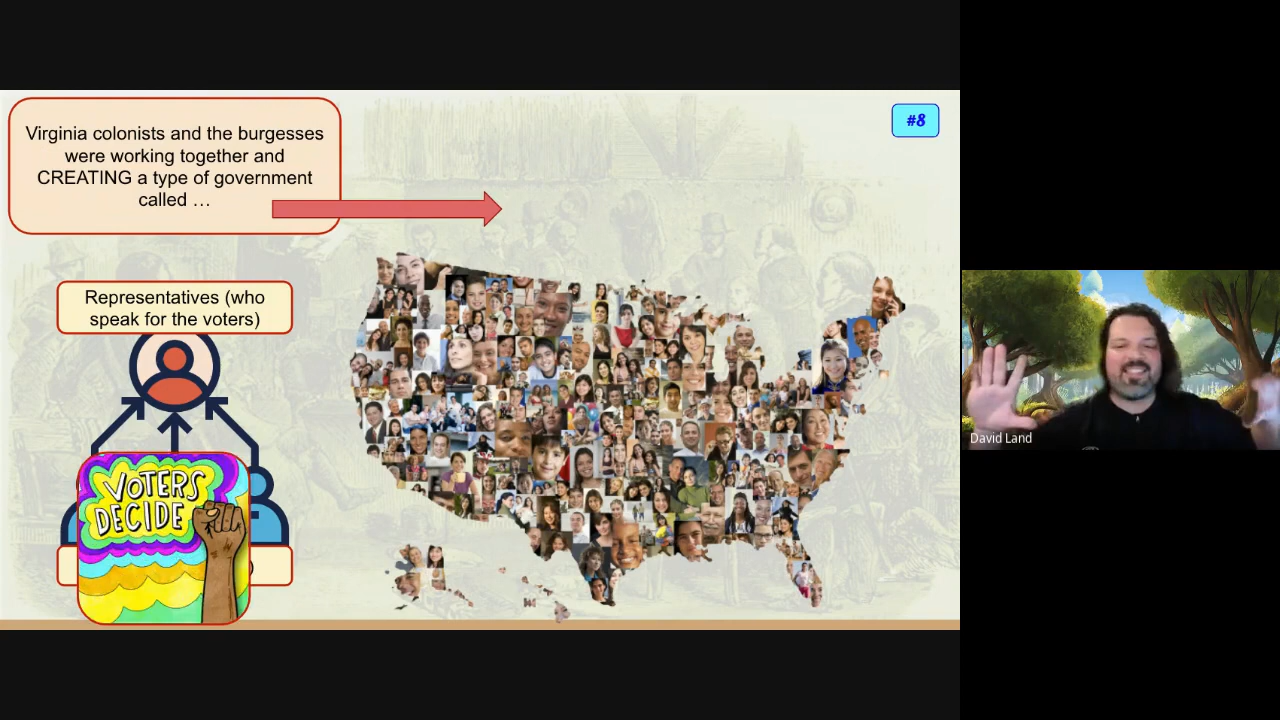 Virginia colonists and the burgesses
were working together and
CREATING a type of government
called …
#8
Representatives (who
speak for the voters)
VOTERS
DECIDE
)
David Land